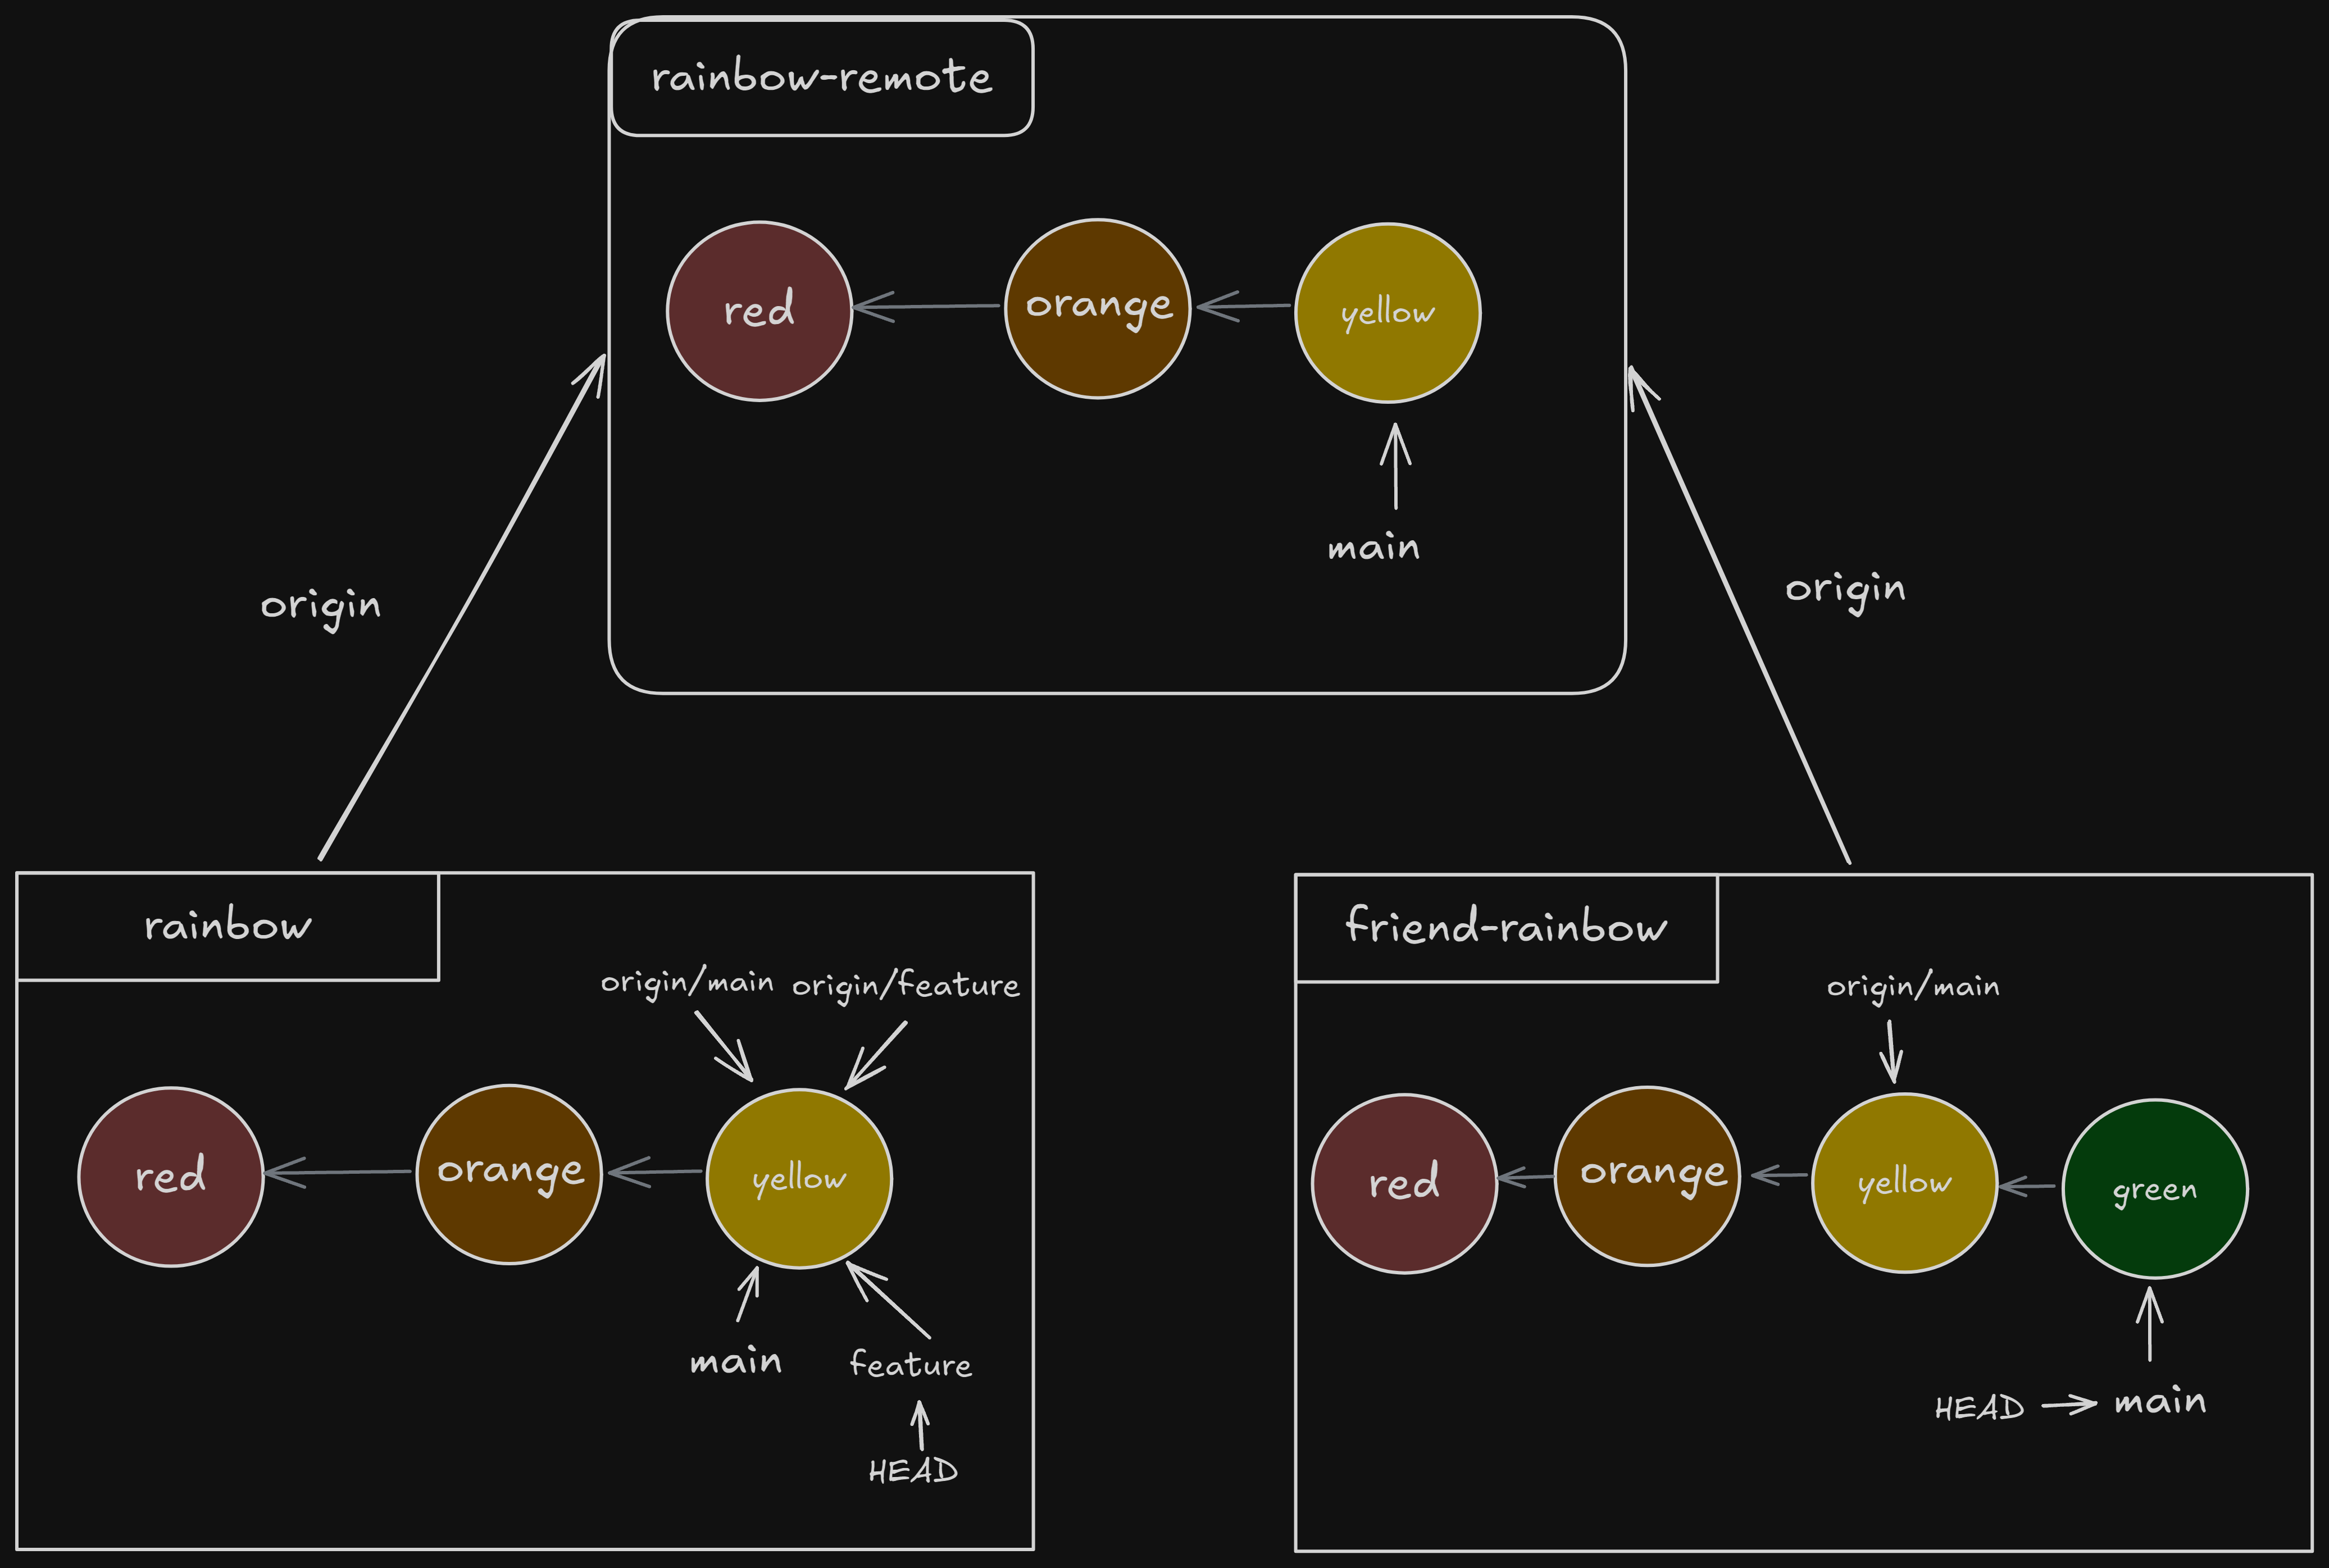 rainbow-remote
red
orange
yellow
main
origin
origin
rainbow
origin/main
origin/feature
red
orange
yellow
main
feature
HEAD
friend-rainbow
origin/main
red
orange
yellow
green
HEAD
main